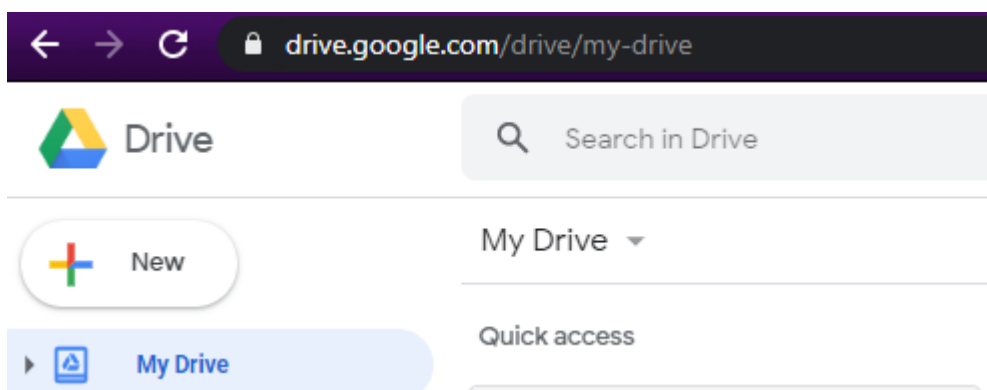 drive.google.com/drive/my-drive
Drive
Search in Drive
New
My Drive
Quick access
My Drive